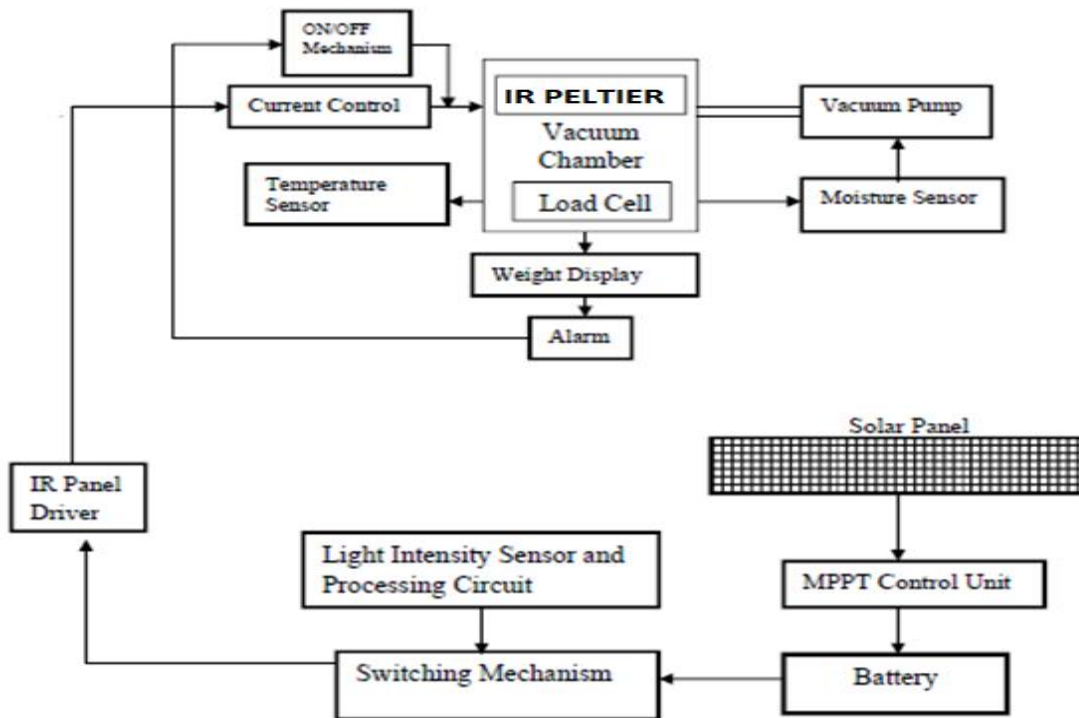 ON/OFF
Mechanism
Current Control
IR PELTIER
Vacuum
Chamber
Load Cell
Vacuum Pump
Temperature
Sensor
Moisture Sensor
Weight Display
Alarm
Solar Panel
IR Panel
Driver
Light Intensity Sensor and
Processing Circuit
MPPT Control Unit
Switching Mechanism
Battery